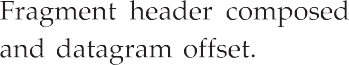 Fragment header composed
and datagram offset.